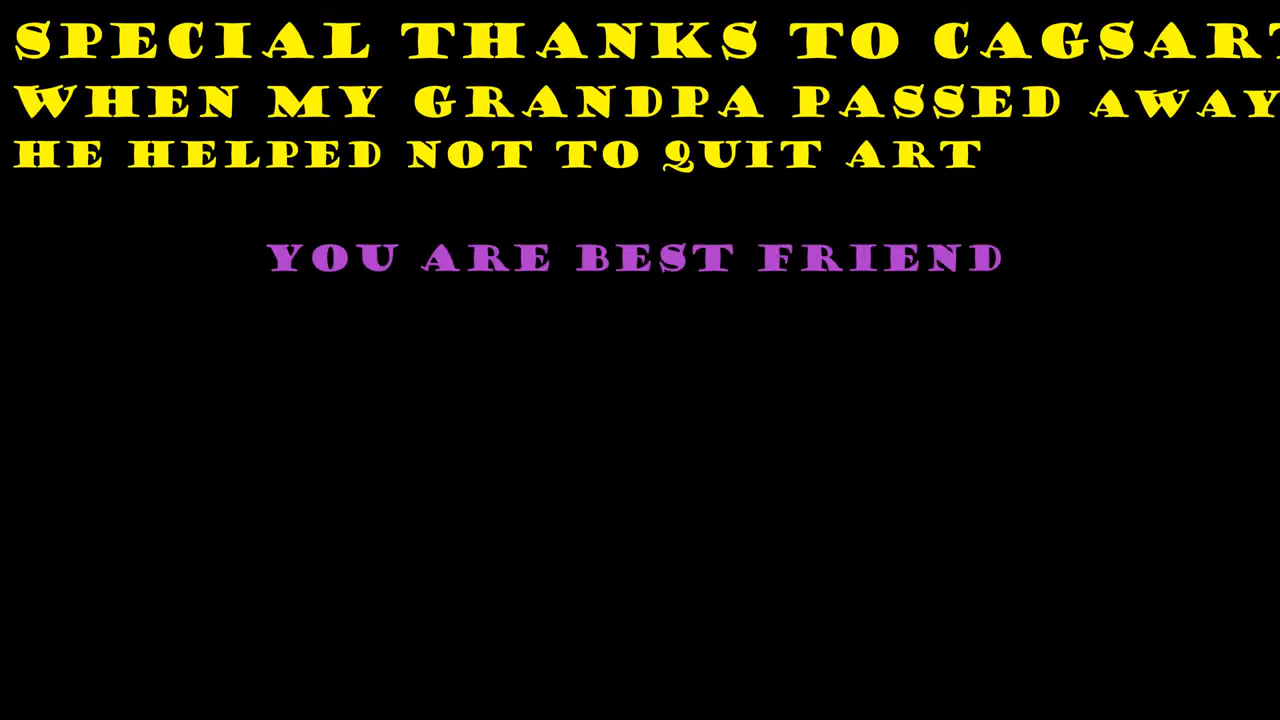 SPECIAL THANKS TO CAGSART
WHEN MY GRANDPA PASSED AWAY
HE HELPED NOT TO QUIT ART
YOU ARE BEST FRIEND